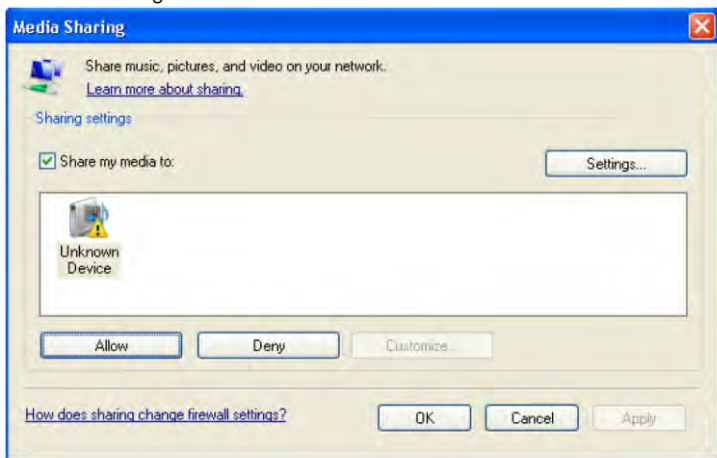 Media Sharing
Share music, pictures, and video on your network.
Learn more about sharing.
Sharing settings
Share my media to:
Settings...
Unknown
Device
Allow Deny Customize...
How does sharing change firewall settings? OK Cancel Apply